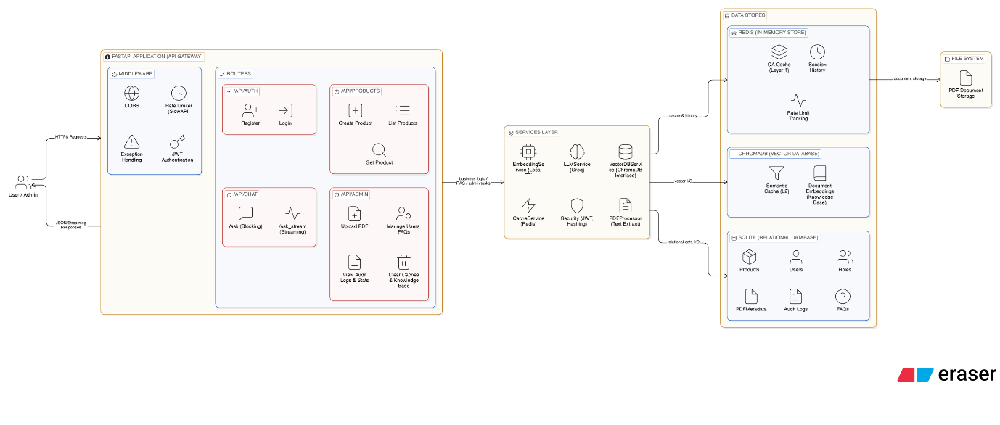 DATA STORES
REDIS (IN-MEMORY STORE)
QA Cache
(Layer 1)
Session
History
Rate Limit
Tracking
document storage
FILE SYSTEM
PDF Document
Storage
FASTAPI APPLICATION (API GATEWAY)
MIDDLEWARE
CORS
Rate Limiter
(SlowAPI)
Exception
Handling
JWT
Authentication
ROUTERS
/API/AUTH
Register
Login
/API/PRODUCTS
Create Product
List Products
Get Product
/API/CHAT
/ask (Blocking)
/ask_stream
(Streaming)
/API/ADMIN
Upload PDF
Manage Users,
FAQs
View Audit
Logs & Stats
Clear Caches
& Knowledge
Base
HTTPS Requests
User / Admin
JSON/Streaming
Responses
business logic /
RAG / admin tasks
SERVICES LAYER
EmbeddingSe
rvice (Local
LLMService
(Groq)
VectorDBServi
ce (ChromaDB
Interface)
CacheService
(Redis)
Security (JWT,
Hashing)
PDFProcessor
(Text Extract)
cache & history
vector I/O
relational data I/O
CHROMADB (VECTOR DATABASE)
Semantic
Cache (L2)
Document
Embeddings
(Knowledge
Base)
SQLITE (RELATIONAL DATABASE)
Products
Users
Roles
PDFMetadata
Audit Logs
FAQs
eraser